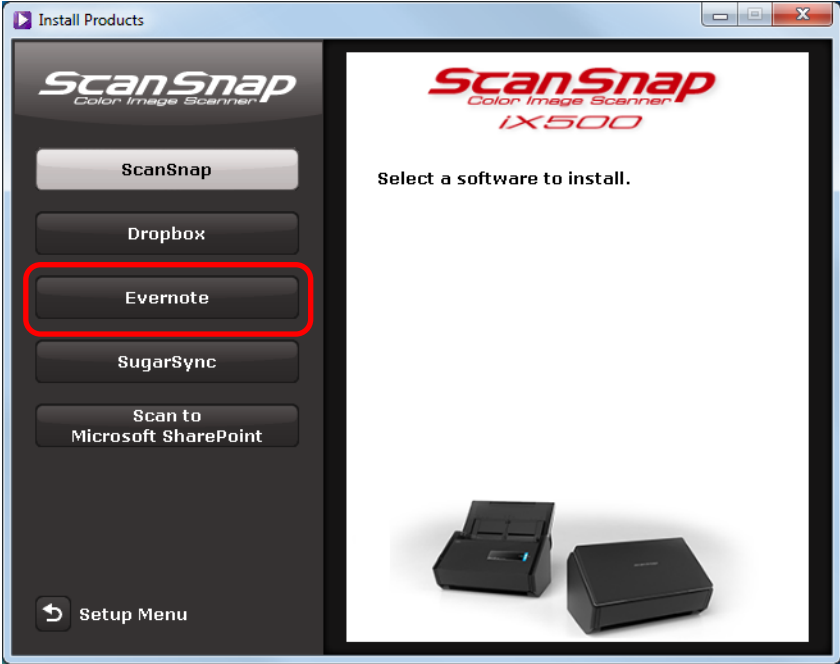 Install Products
ScanSnap
Color Image Scanner
ScanSnap
Dropbox
Evernote
SugarSync
Scan to
Microsoft SharePoint
Setup Menu
ScanSnap
Color Image Scanner
iX500
Select a software to install.